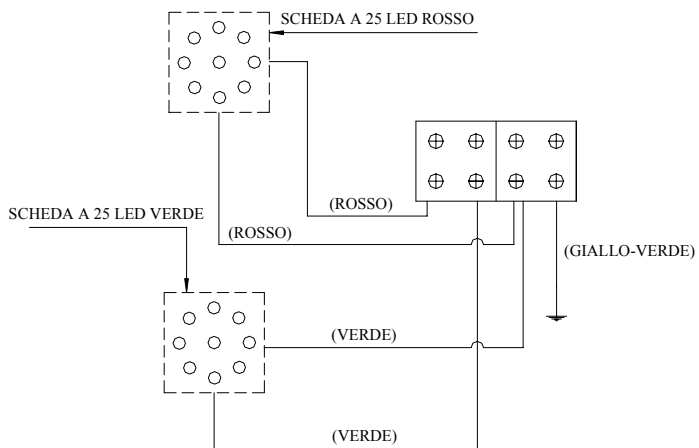 SCHEDA A 25 LED ROSSO
(ROSSO)
SCHEDA A 25 LED VERDE
(ROSSO)
(GIALLO-VERDE)
(VERDE)
(VERDE)